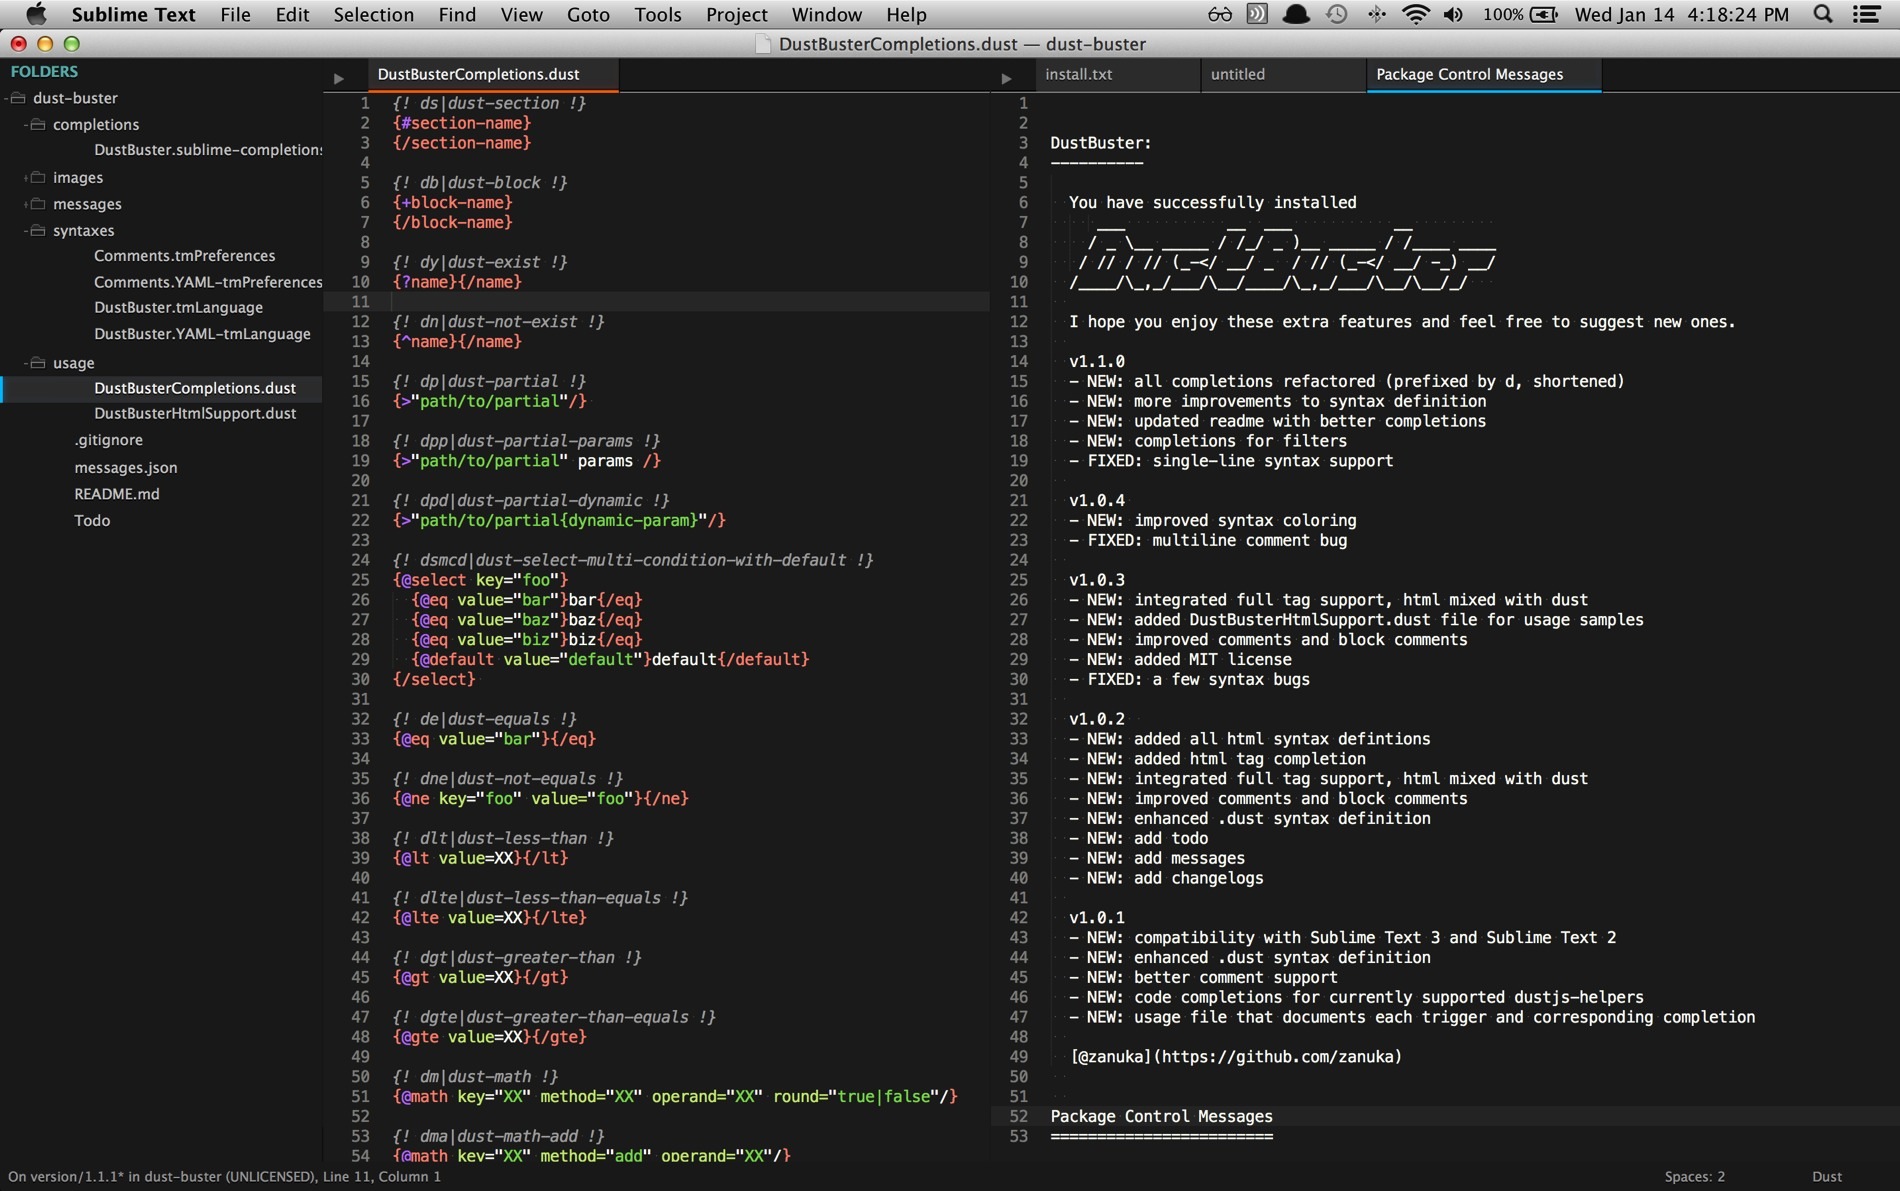 Sublime Text File Edit Selection Find View Goto Tools Project Window Help 100% Wed Jan 14 4:18:24 PM
DustBusterCompletions.dust — dust-buster
FOLDERS
dust-buster
completions
DustBuster.sublime-completions
images
messages
syntaxes
Comments.tmPreferences
Comments.YAML-tmPreferences
DustBuster.tmLanguage
DustBuster.YAML-tmLanguage
usage
DustBusterCompletions.dust
DustBusterHtmlSupport.dust
.gitignore
messages.json
README.md
Todo
DustBusterCompletions.dust
1 {! ds|dust-section !}
2 {#section-name}
3 {/section-name}
4
5 {! db|dust-block !}
6 {+block-name}
7 {/block-name}
8
9 {! dy|dust-exist !}
10 {?name}{/name}
11
12 {! dn|dust-not-exist !}
13 {^name}{/name}
14
15 {! dp|dust-partial !}
16 {>"path/to/partial"/}
17
18 {! dpp|dust-partial-params !}
19 {>"path/to/partial" params /}
20
21 {! dpd|dust-partial-dynamic !}
22 {>"path/to/partial{dynamic-param}"/}
23
24 {! dsmcd|dust-select-multi-condition-with-default !}
25 {@select key="foo"}
26 {@eq value="bar"}bar{/eq}
27 {@eq value="baz"}baz{/eq}
28 {@eq value="biz"}biz{/eq}
29 {@default value="default"}default{/default}
30 {/select}
31
32 {! de|dust-equals !}
33 {@eq value="bar"}{/eq}
34
35 {! dne|dust-not-equals !}
36 {@ne key="foo" value="foo"}{/ne}
37
38 {! dlt|dust-less-than !}
39 {@lt value=XX}{/lt}
40
41 {! dlte|dust-less-than-equals !}
42 {@lte value=XX}{/lte}
43
44 {! dgt|dust-greater-than !}
45 {@gt value=XX}{/gt}
46
47 {! dgte|dust-greater-than-equals !}
48 {@gte value=XX}{/gte}
49
50 {! dm|dust-math !}
51 {@math key="XX" method="XX" operand="XX" round="true|false"/}
52
53 {! dma|dust-math-add !}
54 {@math key="XX" method="add" operand="XX"/}
install.txt untitled Package Control Messages
1
2
3 DustBuster:
4 ----------
5
6 You have successfully installed
7 ___ __ ___ __
8 / _ \__ _____ / /_/ _ )__ _____ / /____ ____
9 / // / // (_-</ __/ _ / // (_-</ __/ -_) __/
10 /____/\_,_/___/\__/____/\_,_/___/\__/\__/_/
11
12 I hope you enjoy these extra features and feel free to suggest new ones.
13
14 v1.1.0
15 - NEW: all completions refactored (prefixed by d, shortened)
16 - NEW: more improvements to syntax definition
17 - NEW: updated readme with better completions
18 - NEW: completions for filters
19 - FIXED: single-line syntax support
20
21 v1.0.4
22 - NEW: improved syntax coloring
23 - FIXED: multiline comment bug
24
25 v1.0.3
26 - NEW: integrated full tag support, html mixed with dust
27 - NEW: added DustBusterHtmlSupport.dust file for usage samples
28 - NEW: improved comments and block comments
29 - NEW: added MIT license
30 - FIXED: a few syntax bugs
31
32 v1.0.2
33 - NEW: added all html syntax defintions
34 - NEW: added html tag completion
35 - NEW: integrated full tag support, html mixed with dust
36 - NEW: improved comments and block comments
37 - NEW: enhanced .dust syntax definition
38 - NEW: add todo
39 - NEW: add messages
40 - NEW: add changelogs
41
42 v1.0.1
43 - NEW: compatibility with Sublime Text 3 and Sublime Text 2
44 - NEW: enhanced .dust syntax definition
45 - NEW: better comment support
46 - NEW: code completions for currently supported dustjs-helpers
47 - NEW: usage file that documents each trigger and corresponding completion
48
49 [@zanuka](https://github.com/zanuka)
50
51
52 Package Control Messages
53 ========================
On version/1.1.1* in dust-buster (UNLICENSED), Line 11, Column 1 Spaces: 2 Dust